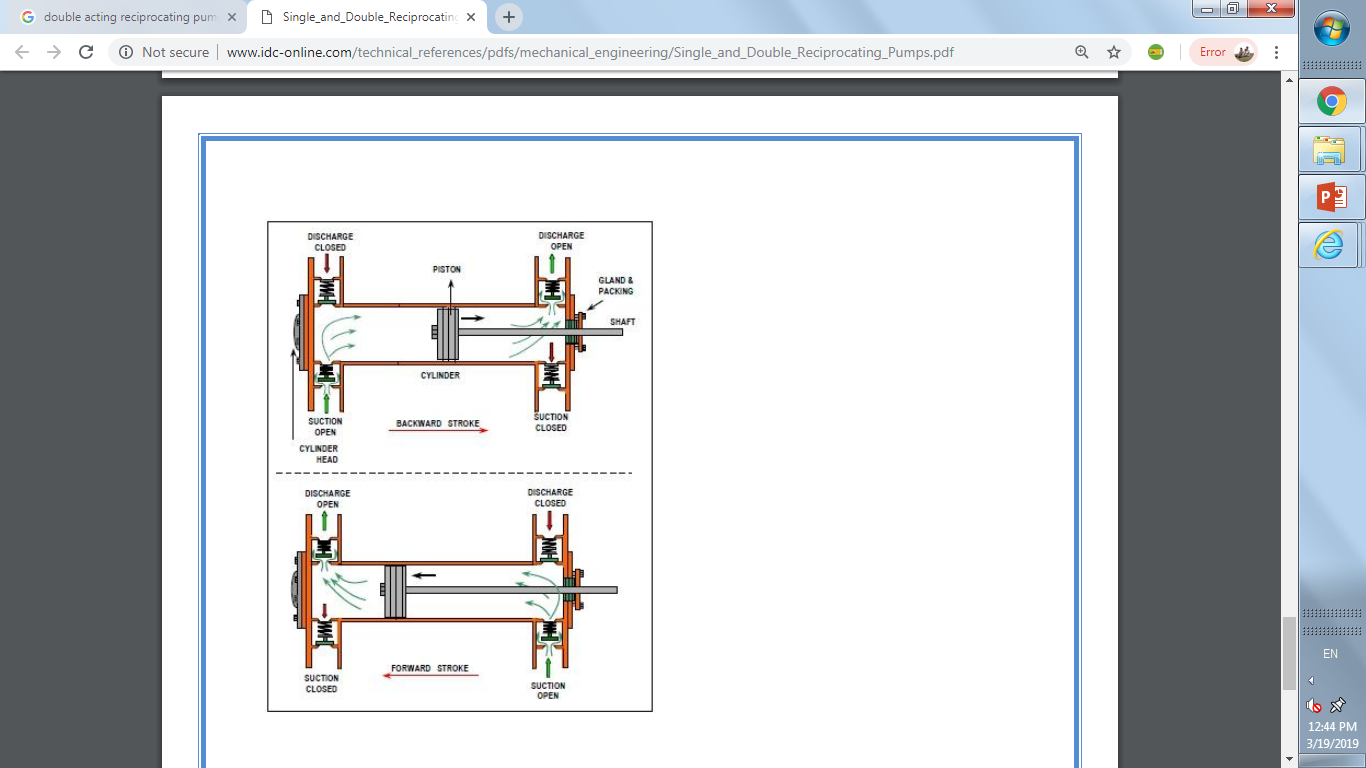 double acting reciprocating pum
Single_and_Double_Reciprocating
Not secure
www.idc-online.com/technical_references/pdfs/mechanical_engineering/Single_and_Double_Reciprocating_Pumps.pdf
Error
DISCHARGE
CLOSED
DISCHARGE
OPEN
PISTON
GLAND &
PACKING
SHAFT
CYLINDER
SUCTION
OPEN
BACKWARD STROKE
SUCTION
CLOSED
CYLINDER
HEAD
DISCHARGE
OPEN
DISCHARGE
CLOSED
FORWARD STROKE
SUCTION
CLOSED
SUCTION
OPEN
EN
12:44 PM
3/19/2019